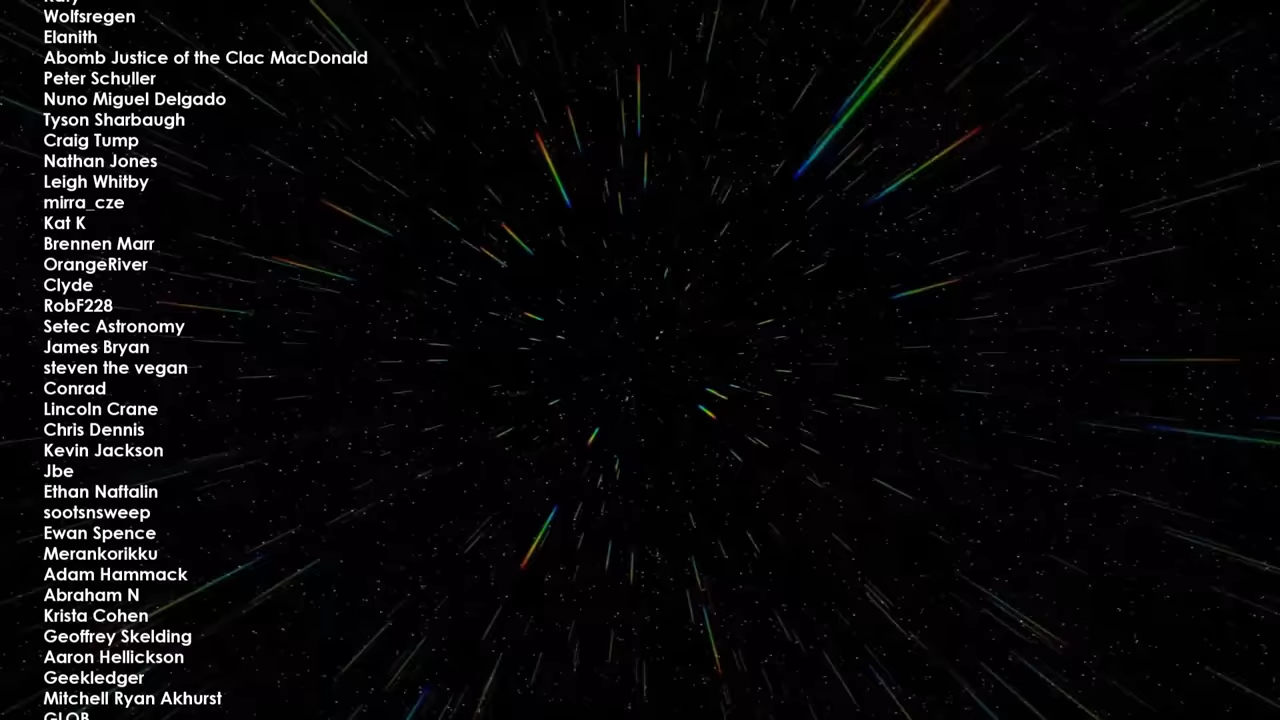 Wolfsregen
Elanith
Abomb Justice of the Clac MacDonald
Peter Schuller
Nuno Miguel Delgado
Tyson Sharbaugh
Craig Tump
Nathan Jones
Leigh Whitby
mirra_cze
Kat K
Brennen Marr
OrangeRiver
Clyde
RobF228
Setec Astronomy
James Bryan
steven the vegan
Conrad
Lincoln Crane
Chris Dennis
Kevin Jackson
Jbe
Ethan Naftalin
sootsnsweep
Ewan Spence
Merankorikku
Adam Hammack
Abraham N
Krista Cohen
Geoffrey Skelding
Aaron Hellickson
Geekledger
Mitchell Ryan Akhurst
GLOB